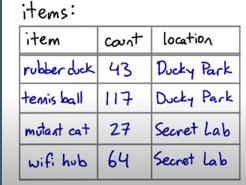 items:
item count location
rubber duck 43 Ducky Park
tennis ball 117 Ducky Park
mutant cat 27 Secret Lab
wifi hub 64 Secret Lab